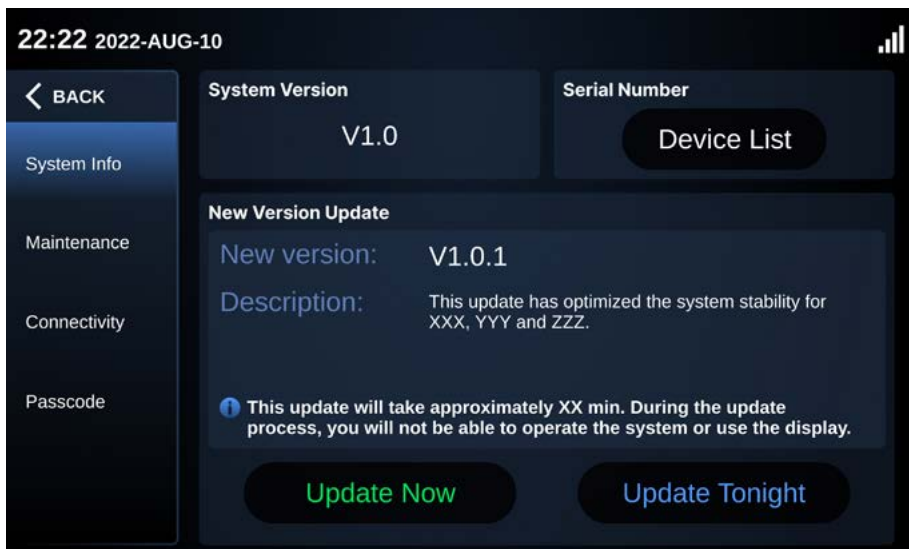 22:22 2022-AUG-10
BACK
System Info
Maintenance
Connectivity
Passcode
System Version
V1.0
Serial Number
Device List
New Version Update
New version: V1.0.1
Description: This update has optimized the system stability for
XXX, YYY and ZZZ.
This update will take approximately XX min. During the update
process, you will not be able to operate the system or use the display.
Update Now
Update Tonight